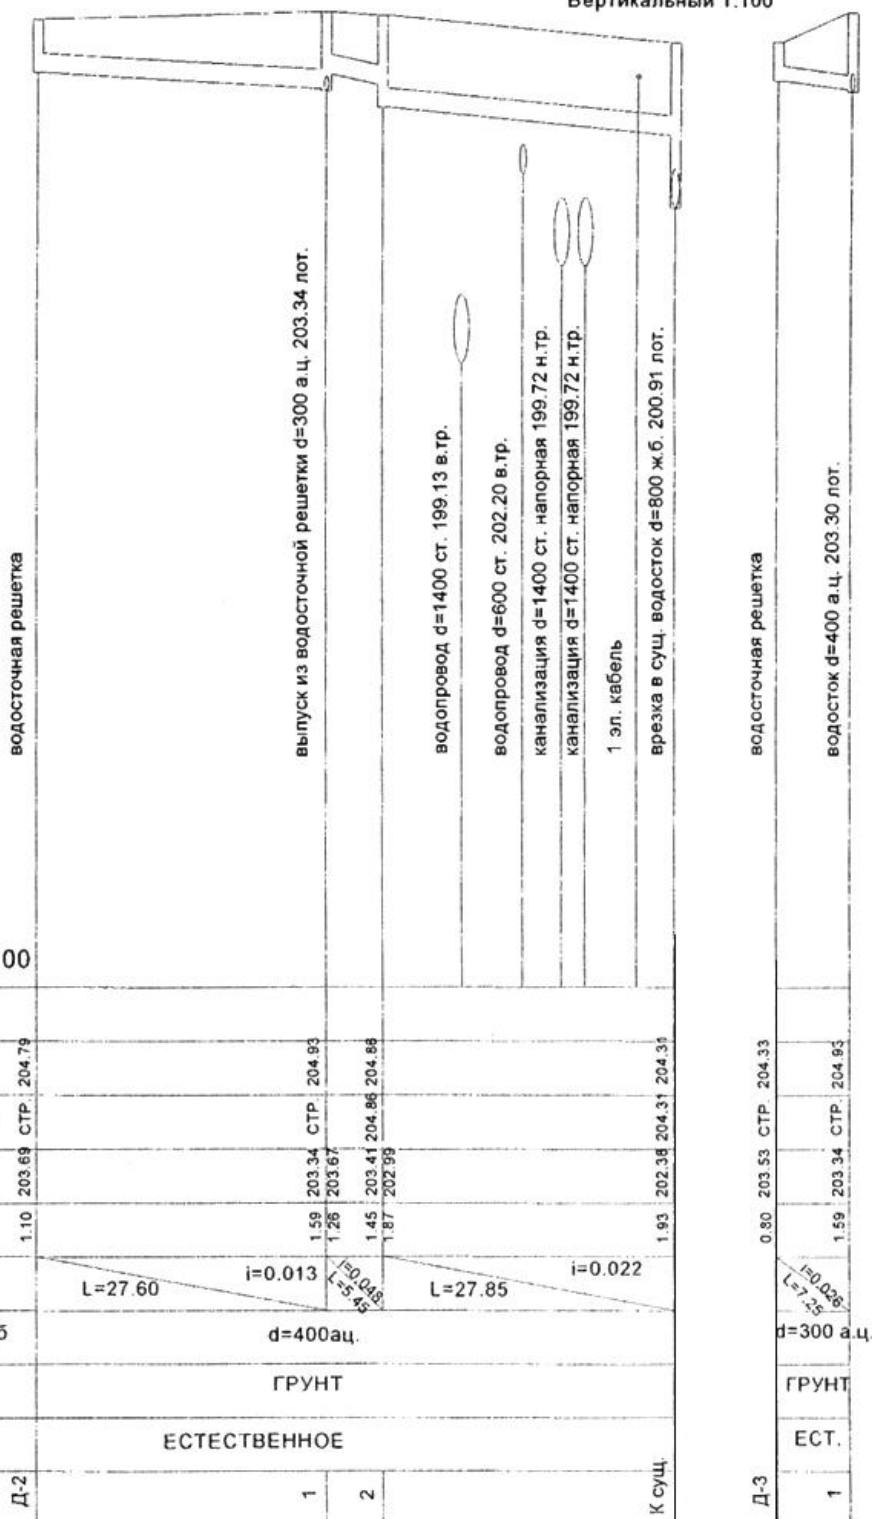 Вертикальный 1:100
водосточная решетка
выпуск из водосточной решетки d=300 а.ц. 203.34 лот.
водопровод d=1400 ст. 199.13 в.тр.
водопровод d=600 ст. 202.20 в.тр.
канализация d=1400 ст. напорная 199.72 н.тр.
канализация d=1400 ст. напорная 199.72 н.тр.
1 эл. кабель
врезка в сущ. водосток d=800 ж.б. 200.91 лот.
водосточная решетка
водосток d=400 а.ц. 203.30 лот.
00
204.79 204.93 204.86 204.31 204.33 204.93
СТР. СТР. 204.86 204.31 СТР. СТР.
203.69 203.34 203.67 203.41 202.99 202.38 203.53 203.34
1.10 1.59 1.26 1.45 1.87 1.93 0.80 1.59
L=27.60 i=0.013
i=0.048
L=5.45
L=27.85 i=0.022
i=0.026
L=7.25
б d=400ац. d=300 а.ц.
ГРУНТ ГРУНТ
ЕСТЕСТВЕННОЕ ЕСТ.
Д-2 1 2 К сущ. Д-3 1